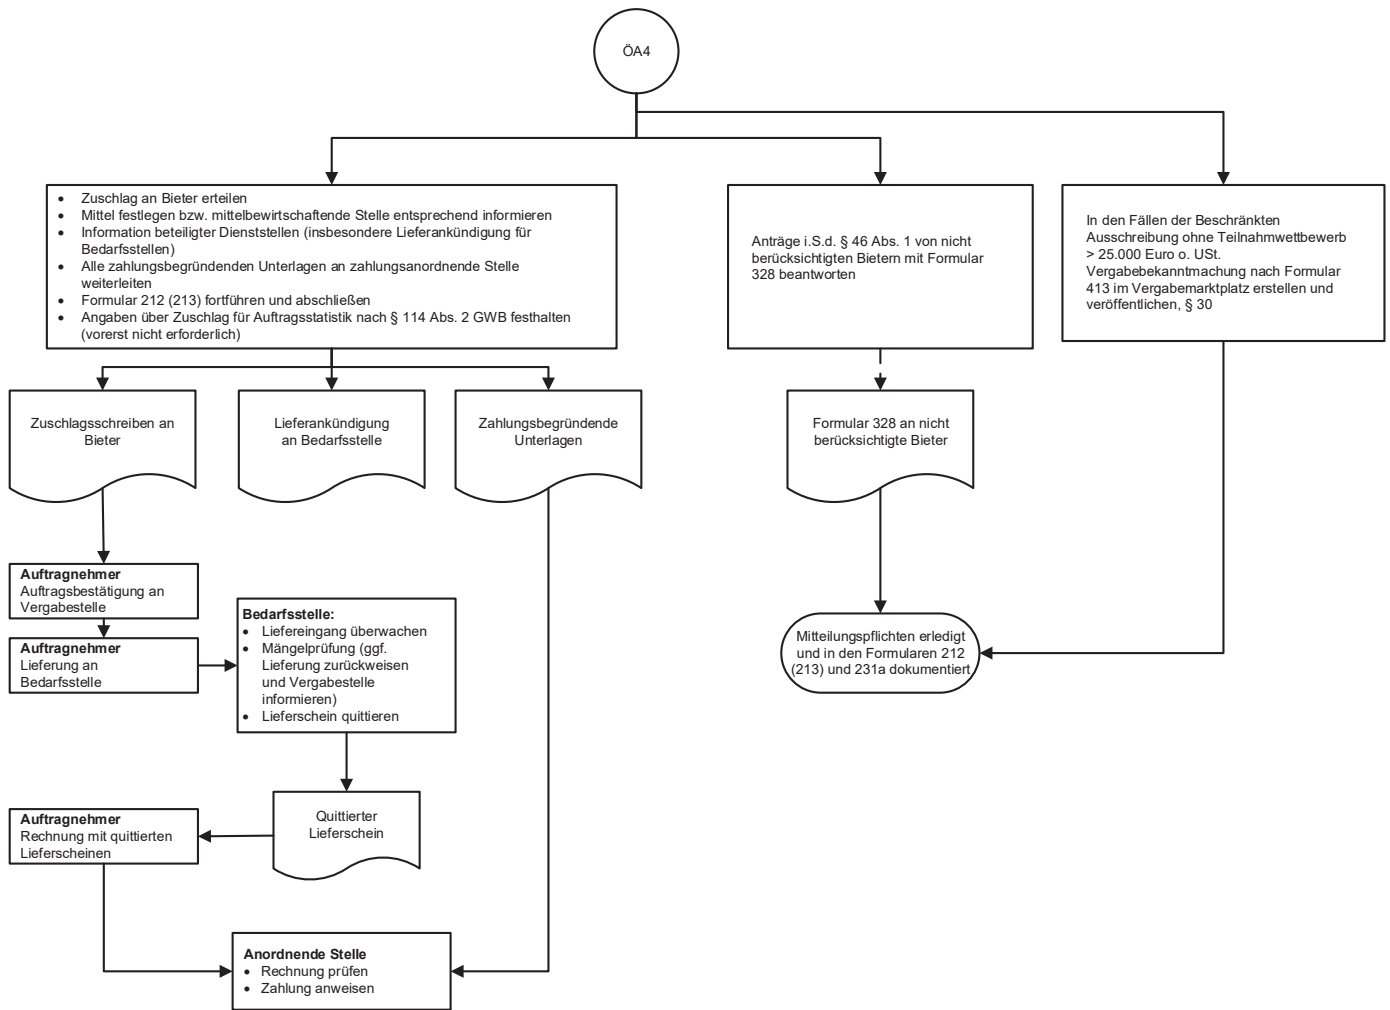 ÖA4
• Zuschlag an Bieter erteilen
• Mittel festlegen bzw. mittelbewirtschaftende Stelle entsprechend informieren
• Information beteiligter Dienststellen (insbesondere Lieferankündigung für
Bedarfsstellen)
• Alle zahlungsbegründenden Unterlagen an zahlungsanordnende Stelle
weiterleiten
• Formular 212 (213) fortführen und abschließen
• Angaben über Zuschlag für Auftragsstatistik nach § 114 Abs. 2 GWB festhalten
(vorerst nicht erforderlich)
Anträge i.S.d. § 46 Abs. 1 von nicht
berücksichtigten Bietern mit Formular
328 beantworten
In den Fällen der Beschränkten
Ausschreibung ohne Teilnahmwettbewerb
> 25.000 Euro o. USt.
Vergabebekanntmachung nach Formular
413 im Vergabemarktplatz erstellen und
veröffentlichen, § 30
Zuschlagsschreiben an
Bieter
Lieferankündigung
an Bedarfsstelle
Zahlungsbegründende
Unterlagen
Formular 328 an nicht
berücksichtigte Bieter
Auftragnehmer
Auftragsbestätigung an
Vergabestelle
Auftragnehmer
Lieferung an
Bedarfsstelle
Bedarfsstelle:
• Liefereingang überwachen
• Mängelprüfung (ggf.
Lieferung zurückweisen
und Vergabestelle
informieren)
• Lieferschein quittieren
Mitteilungspflichten erledigt
und in den Formularen 212
(213) und 231a dokumentiert
Quittierter
Lieferschein
Auftragnehmer
Rechnung mit quittierten
Lieferscheinen
Anordnende Stelle
• Rechnung prüfen
• Zahlung anweisen